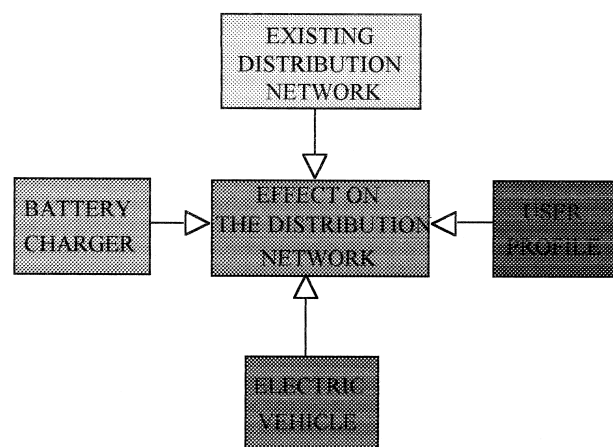 EXISTING
DISTRIBUTION
NETWORK
BATTERY
CHARGER
EFFECT ON
THE DISTRIBUTION
NETWORK
USER
PROFILE
ELECTRIC
VEHICLE